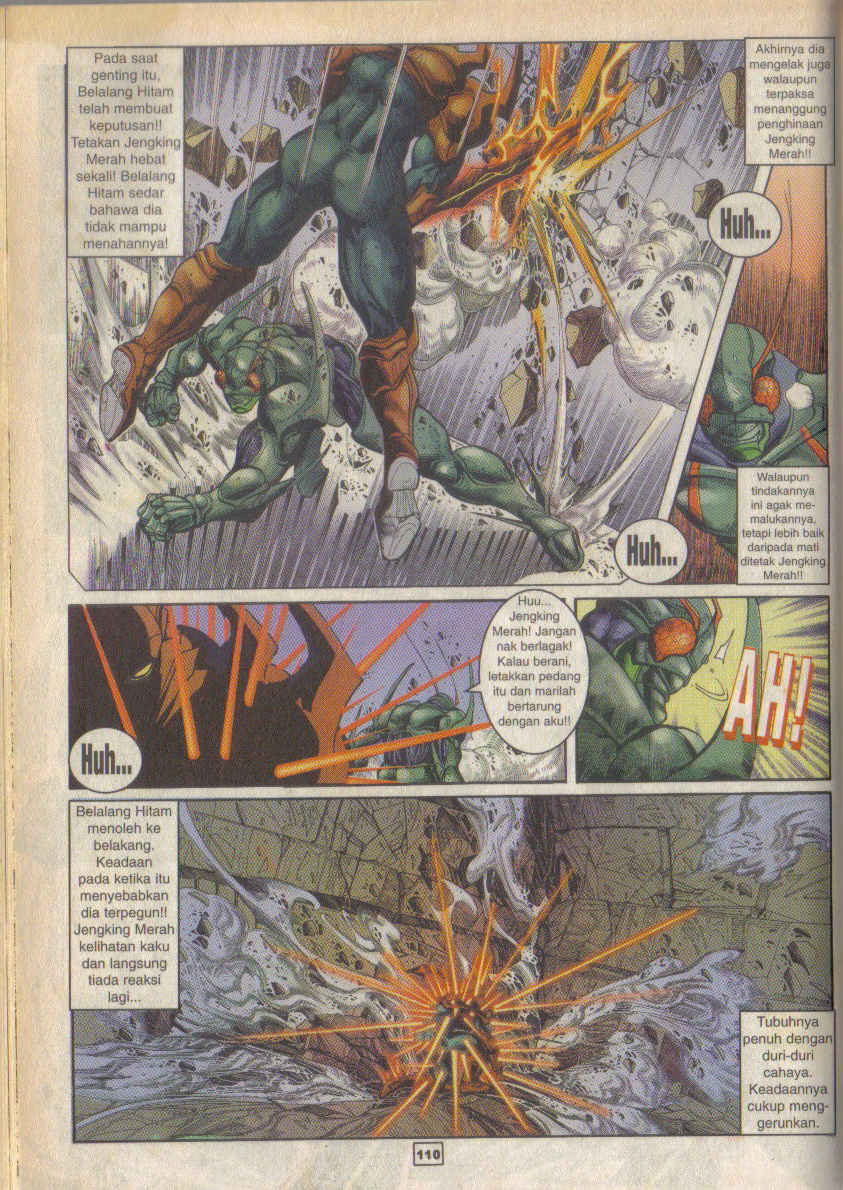 Pada saat
genting itu,
Belalang Hitam
telah membuat
keputusan!!
Tetakan Jengking
Merah hebat
sekali! Belalang
Hitam sedar
bahawa dia
tidak mampu
menahannya!
Akhirnya dia
mengelak juga
walaupun
terpaksa
menanggung
penghinaan
Jengking
Merah!!
Huh...
Walaupun
tindakannya
ini agak me-
malukannya,
tetapi lebih baik
daripada mati
ditetak Jengking
Merah!!
Huh...
Huh...
Huu...
Jengking
Merah! Jangan
nak berlagak!
Kalau berani,
letakkan pedang
itu dan marilah
bertarung
dengan aku!!
AH!
Belalang Hitam
menoleh ke
belakang.
Keadaan
pada ketika itu
menyebabkan
dia terpegun!!
Jengking Merah
kelihatan kaku
dan langsung
tiada reaksi
lagi...
Tubuhnya
penuh dengan
duri-duri
cahaya.
Keadaannya
cukup meng-
gerunkan.
110